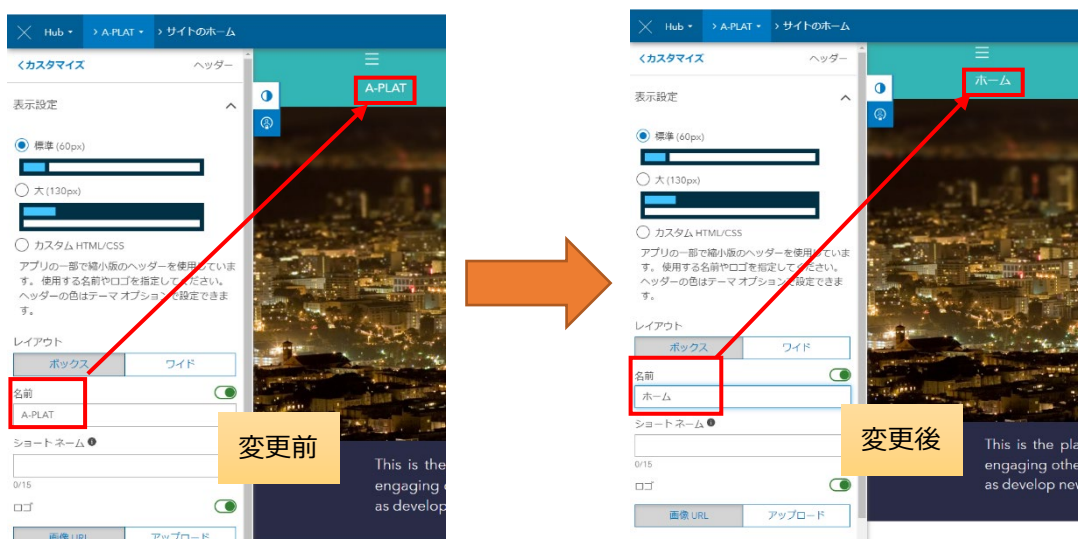 Hub
A-PLAT
サイトのホーム
カスタマイズ
ヘッダー
表示設定
標準 (60px)
大 (130px)
カスタム HTML/CSS
アプリの一部で縮小版のヘッダーを使用していま
す。 使用する名前やロゴを指定してください。
ヘッダーの色はテーマ オプションで設定できま
す。
レイアウト
ボックス
ワイド
名前
A-PLAT
ショート ネーム
0/15
ロゴ
画像 URL
アップロード
A-PLAT
変更前
This is the
engaging
as develop
Hub
A-PLAT
サイトのホーム
カスタマイズ
ヘッダー
表示設定
標準 (60px)
大 (130px)
カスタム HTML/CSS
アプリの一部で縮小版のヘッダーを使用していま
す。 使用する名前やロゴを指定してください。
ヘッダーの色はテーマ オプションで設定できま
す。
レイアウト
ボックス
ワイド
名前
ホーム
ショート ネーム
0/15
ロゴ
画像 URL
アップロード
ホーム
変更後
This is the pla
engaging othe
as develop nev